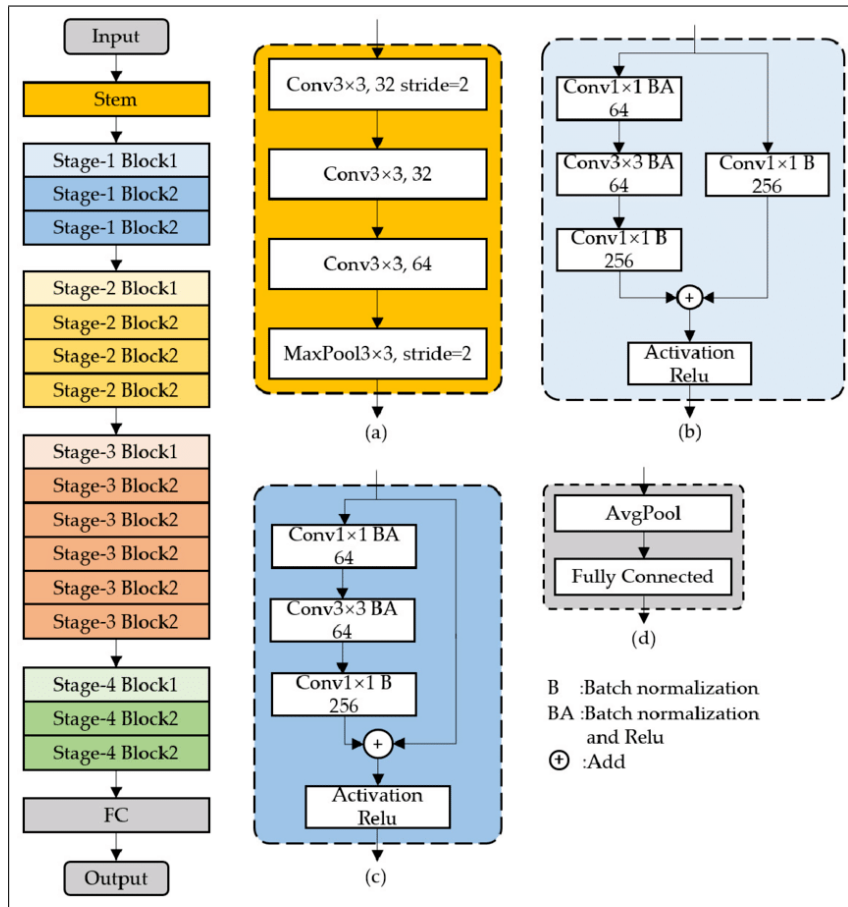 Input
Stem
Stage-1 Block1
Stage-1 Block2
Stage-1 Block2
Stage-2 Block1
Stage-2 Block2
Stage-2 Block2
Stage-2 Block2
Stage-3 Block1
Stage-3 Block2
Stage-3 Block2
Stage-3 Block2
Stage-3 Block2
Stage-3 Block2
Stage-4 Block1
Stage-4 Block2
Stage-4 Block2
FC
Output
Conv3×3, 32 stride=2
Conv3×3, 32
Conv3×3, 64
MaxPool3×3, stride=2
(a)
Conv1×1 BA
64
Conv3×3 BA
64
Conv1×1 B
256
Conv1×1 B
256
+
Activation
Relu
(b)
Conv1×1 BA
64
Conv3×3 BA
64
Conv1×1 B
256
+
Activation
Relu
(c)
AvgPool
Fully Connected
(d)
B :Batch normalization
BA :Batch normalization
and Relu
+ :Add